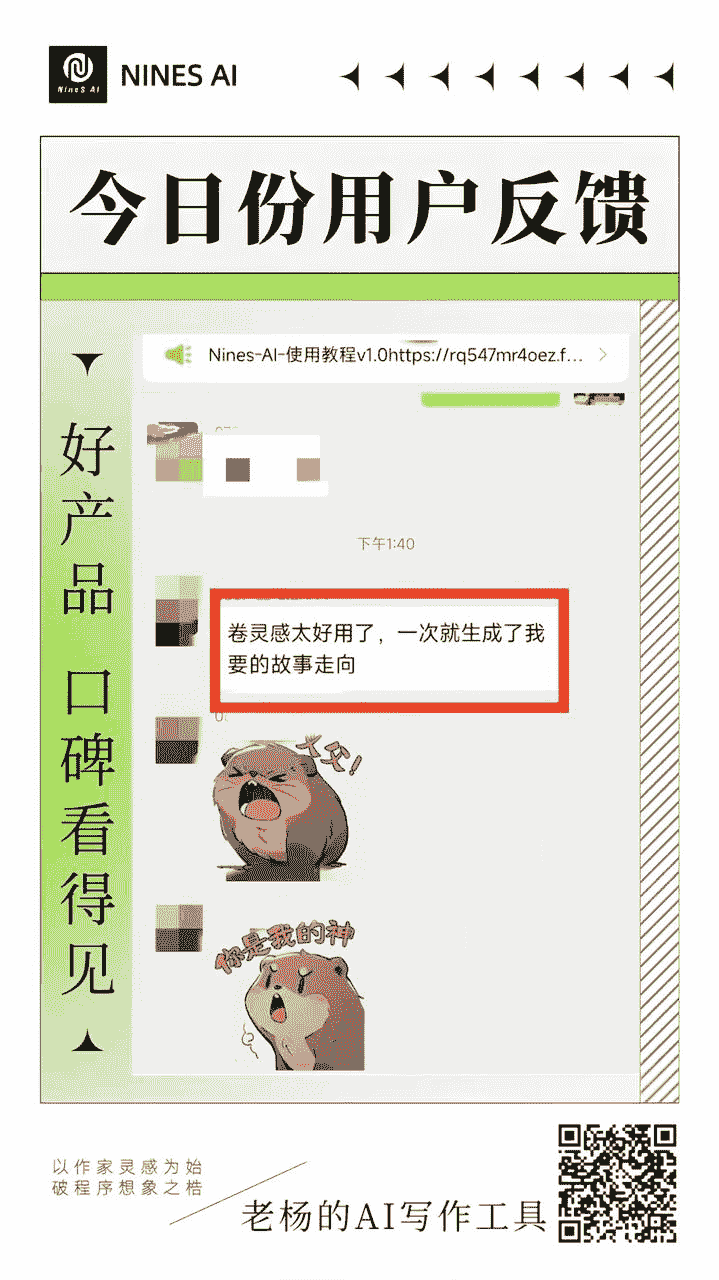 NINES AI
NineS AI
今日份用户反馈
Nines-AI-使用教程v1.0https://rq547mr4oez.f...
好产品 口碑看得见
下午1:40
卷灵感太好用了，一次就生成了我
要的故事走向
大父!
你是我的神
以作家灵感为始
破程序想象之梏
老杨的AI写作工具